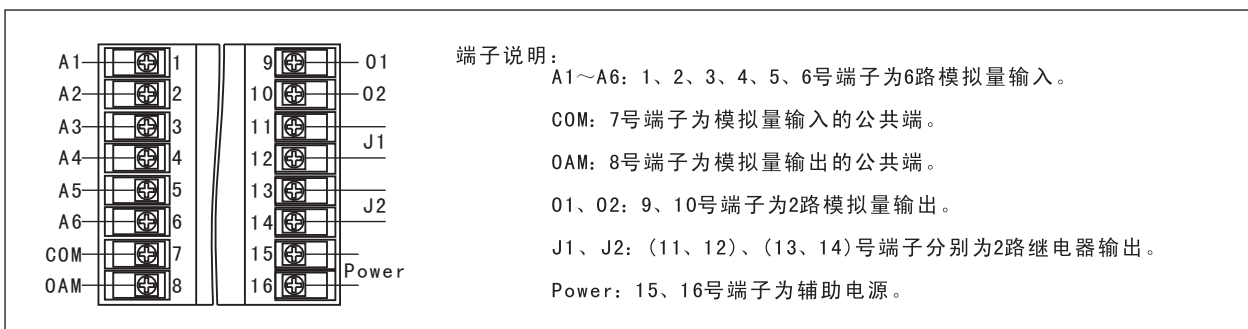 A1 1 9 O1
A2 2 10 O2
A3 3 11
J1
A4 4 12
A5 5 13
J2
A6 6 14
COM 7 15
Power
OAM 8 16
端子说明：
A1～A6：1、2、3、4、5、6号端子为6路模拟量输入。
COM：7号端子为模拟量输入的公共端。
OAM：8号端子为模拟量输出的公共端。
O1、O2：9、10号端子为2路模拟量输出。
J1、J2：(11、12)、(13、14)号端子分别为2路继电器输出。
Power：15、16号端子为辅助电源。